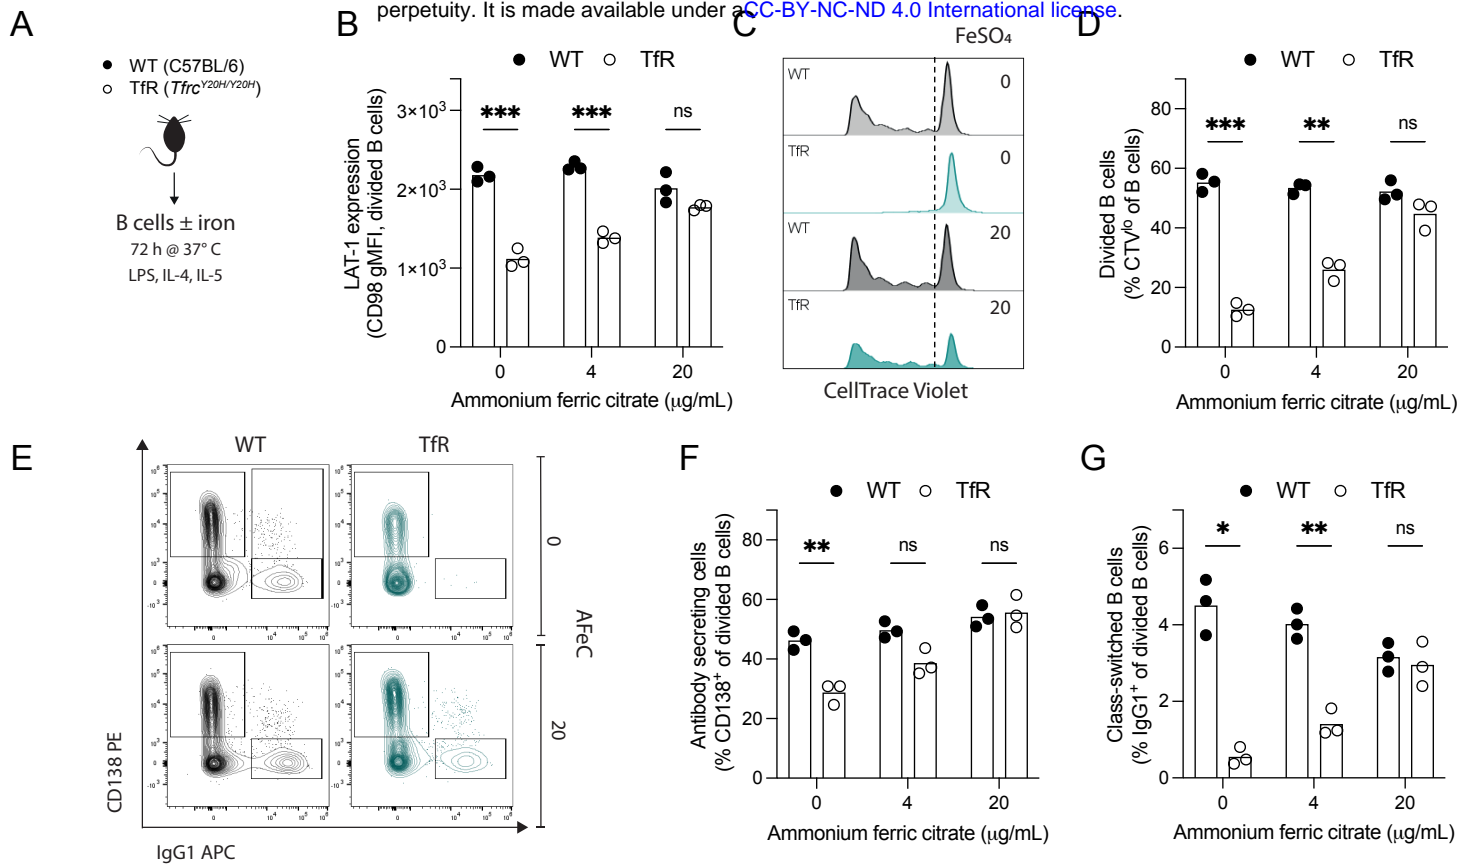 perpetuity. It is made available under aCC-BY-NC-ND 4.0 International license.
A
WT (C57BL/6)
TfR (Tfrc^Y20H/Y20H)
B cells ± iron
72 h @ 37° C
LPS, IL-4, IL-5
B
WT TfR
LAT-1 expression
(CD98 gMFI, divided B cells)
3×10³
2×10³
1×10³
0
*** *** ns
0 4 20
Ammonium ferric citrate (μg/mL)
C
FeSO₄
WT 0
TfR 0
WT 20
TfR 20
CellTrace Violet
D
WT TfR
Divided B cells
(% CTV^lo of B cells)
80
60
40
20
0
*** ** ns
0 4 20
Ammonium ferric citrate (μg/mL)
E
WT TfR
0
20
AFeC
CD138 PE
IgG1 APC
F
WT TfR
Antibody secreting cells
(% CD138⁺ of divided B cells)
80
60
40
20
0
** ns ns
0 4 20
Ammonium ferric citrate (μg/mL)
G
WT TfR
Class-switched B cells
(% IgG1⁺ of divided B cells)
6
4
2
0
* ** ns
0 4 20
Ammonium ferric citrate (μg/mL)